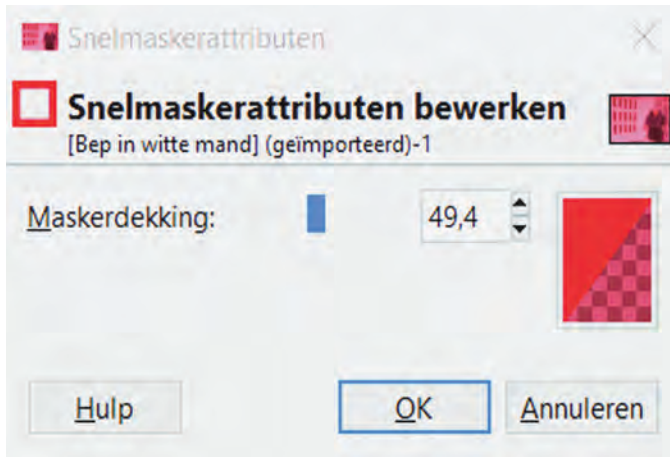 Snelmaskerattributen
Snelmaskerattributen bewerken
[Bep in witte mand] (geïmporteerd)-1
Maskerdekking:
49,4
Hulp
OK
Annuleren